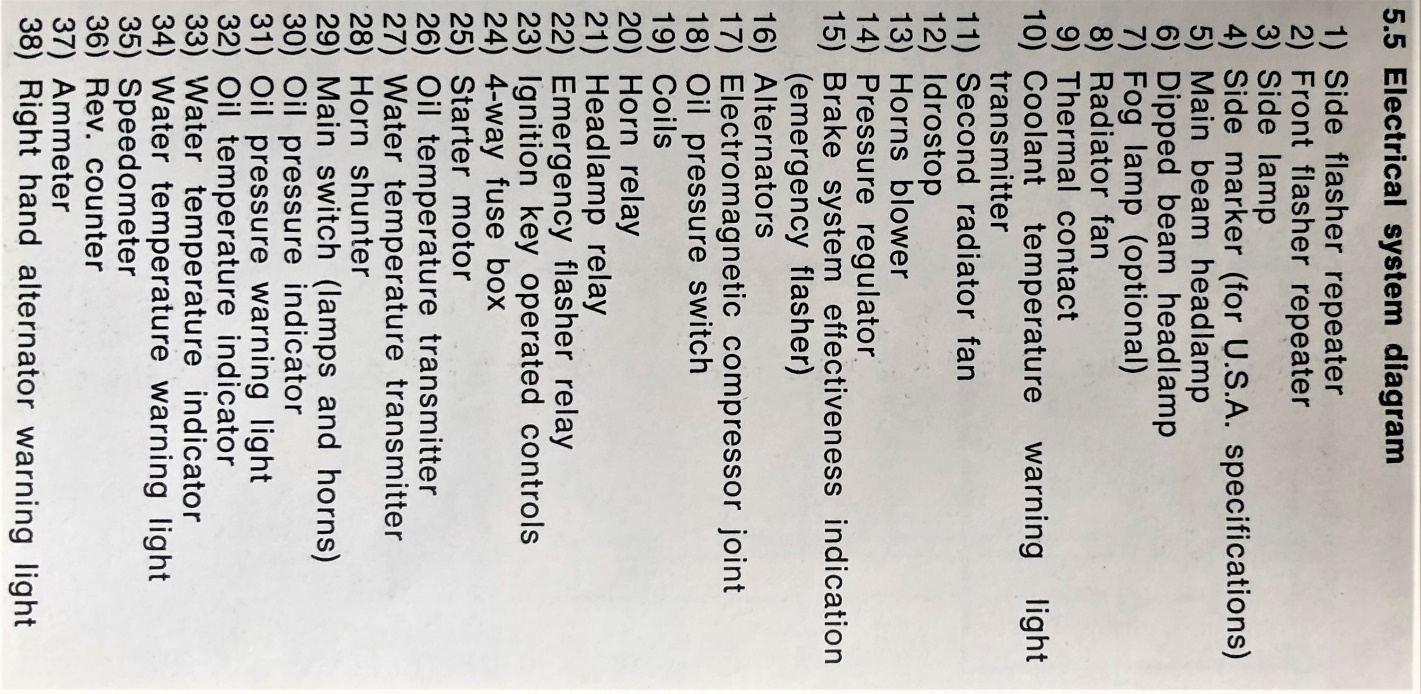 5.5 Electrical system diagram
1) Side flasher repeater
2) Front flasher repeater
3) Side lamp
4) Side marker (for U.S.A. specifications)
5) Main beam headlamp
6) Dipped beam headlamp
7) Fog lamp (optional)
8) Radiator fan
9) Thermal contact
10) Coolant temperature warning light
transmitter
11) Second radiator fan
12) Idrostop
13) Horns blower
14) Pressure regulator
15) Brake system effectiveness indication
(emergency flasher)
16) Alternators
17) Electromagnetic compressor joint
18) Oil pressure switch
19) Coils
20) Horn relay
21) Headlamp relay
22) Emergency flasher relay
23) Ignition key operated controls
24) 4-way fuse box
25) Starter motor
26) Oil temperature transmitter
27) Water temperature transmitter
28) Horn shunter
29) Main switch (lamps and horns)
30) Oil pressure indicator
31) Oil pressure warning light
32) Oil temperature indicator
33) Water temperature indicator
34) Water temperature warning light
35) Speedometer
36) Rev. counter
37) Ammeter
38) Right hand alternator warning light